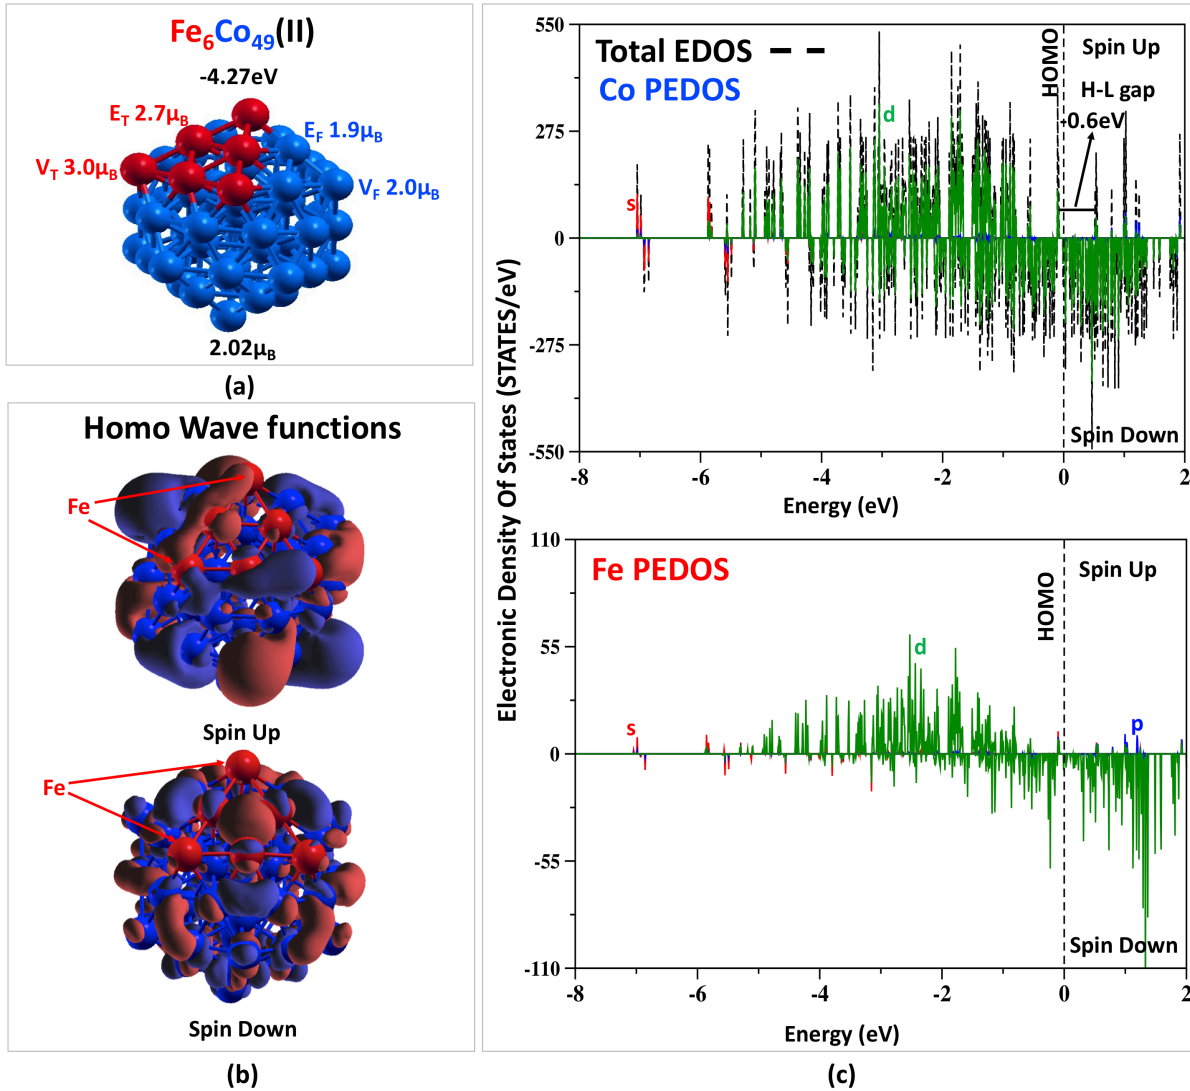 Fe6Co49(II)
-4.27eV
ET 2.7μB
EF 1.9μB
VT 3.0μB
VF 2.0μB
2.02μB
(a)
Homo Wave functions
Fe
Spin Up
Fe
Spin Down
(b)
Electronic Density Of States (STATES/eV)
550
275
0
-275
-550
Total EDOS
Co PEDOS
HOMO
Spin Up
H-L gap
-0.6eV
d
s
Spin Down
-8
-6
-4
-2
0
2
Energy (eV)
110
55
0
-55
-110
Fe PEDOS
HOMO
Spin Up
d
s
p
Spin Down
-8
-6
-4
-2
0
2
Energy (eV)
(c)